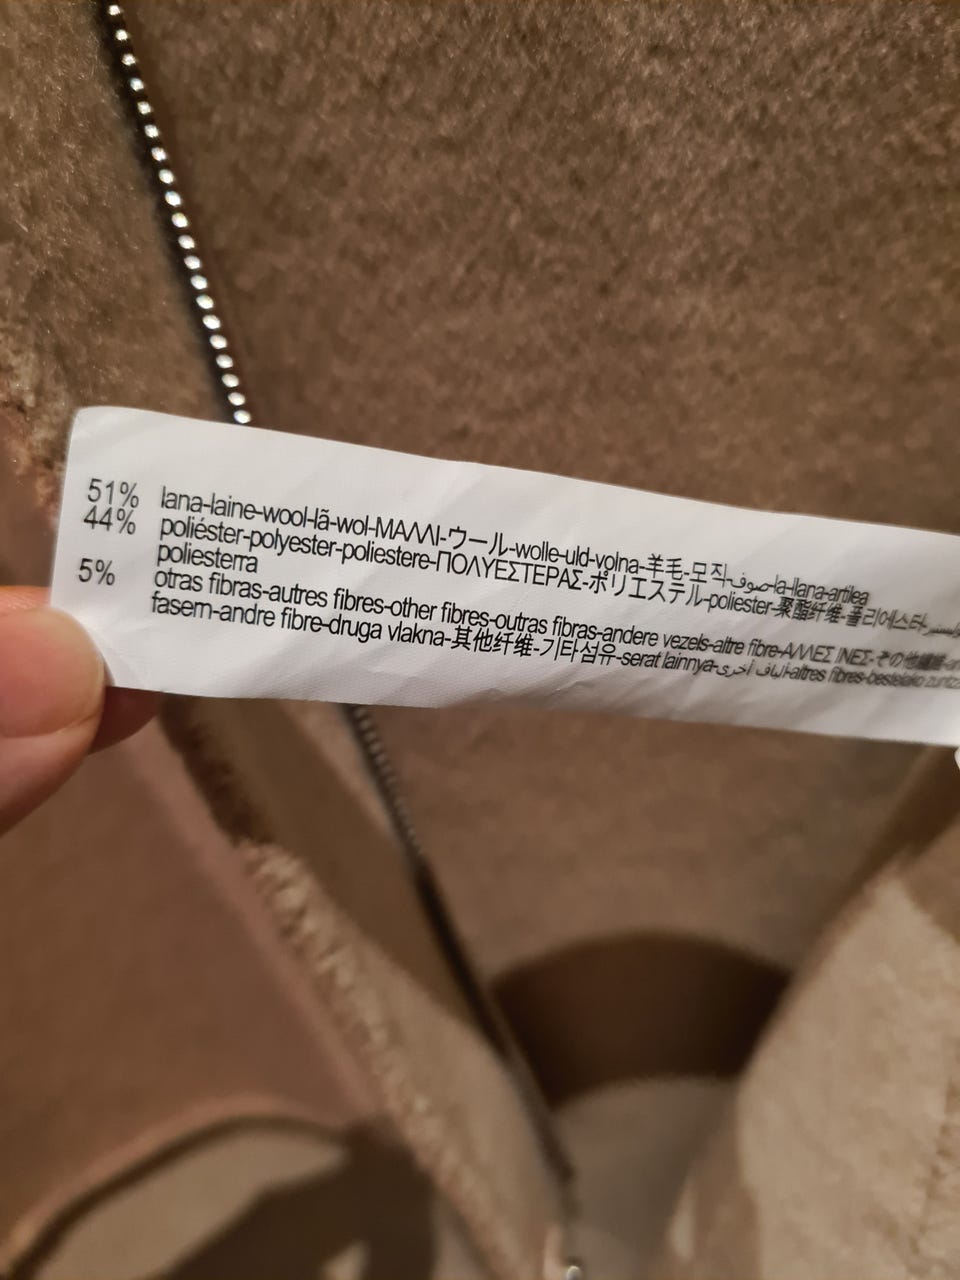 51% lana-laine-wool-lã-wol-ΜΑΛΛΙ-ウール-wolle-uld-volna-羊毛-모직-صوف-la-llana-artilea
44% poliéster-polyester-poliestere-ΠΟΛΥΕΣΤΕΡΑΣ-ポリエステル-poliester-聚酯纤维-폴리에스터-
poliesterra
5% otras fibras-autres fibres-other fibres-outras fibras-andere vezels-altre fibre-ΑΛΛΕΣ ΙΝΕΣ-その他繊維-
fasern-andre fibre-druga vlakna-其他纤维-기타섬유-serat lainnya-ألياف أخرى-altres fibres-bestelako